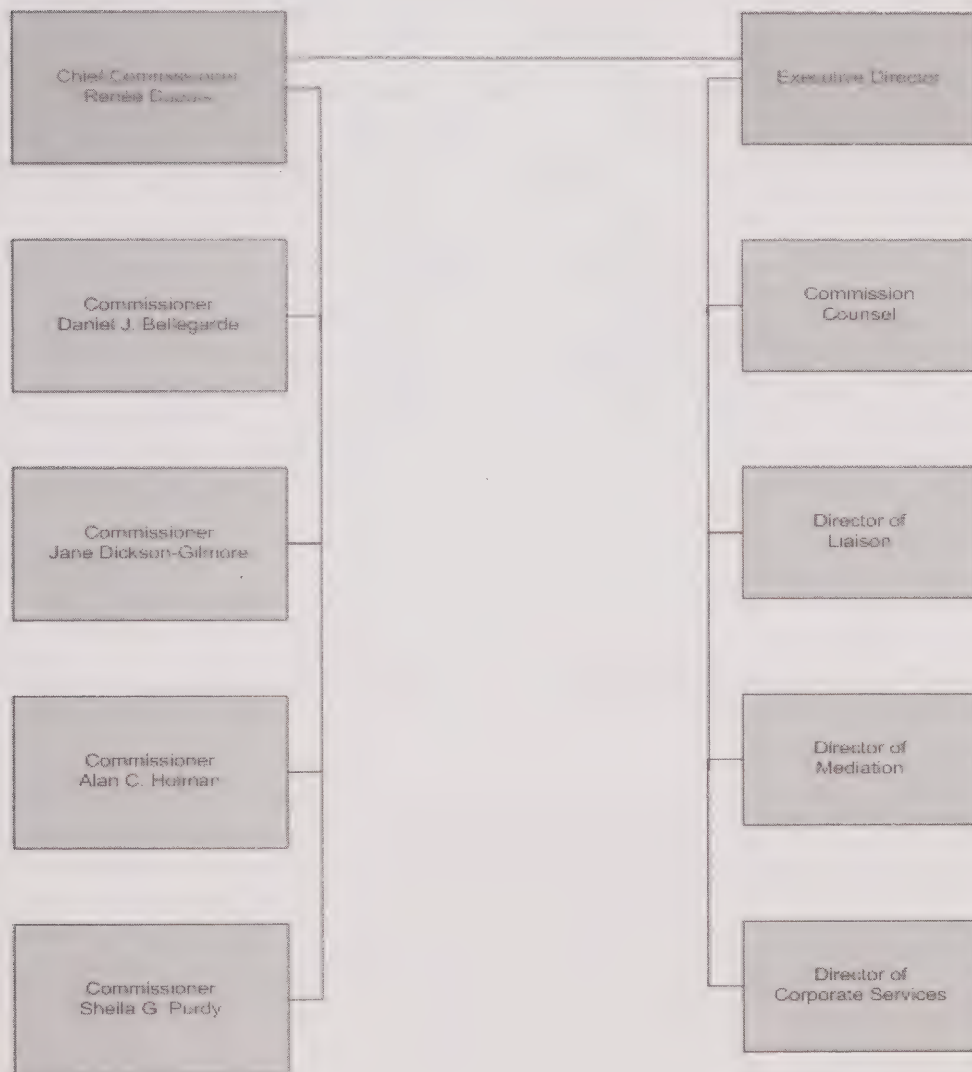 Chief Commissioner
Renée Dupuis
Commissioner
Daniel J. Bellegarde
Commissioner
Jane Dickson-Gilmore
Commissioner
Alan C. Holman
Commissioner
Sheila G. Purdy
Executive Director
Commission
Counsel
Director of
Liaison
Director of
Mediation
Director of
Corporate Services